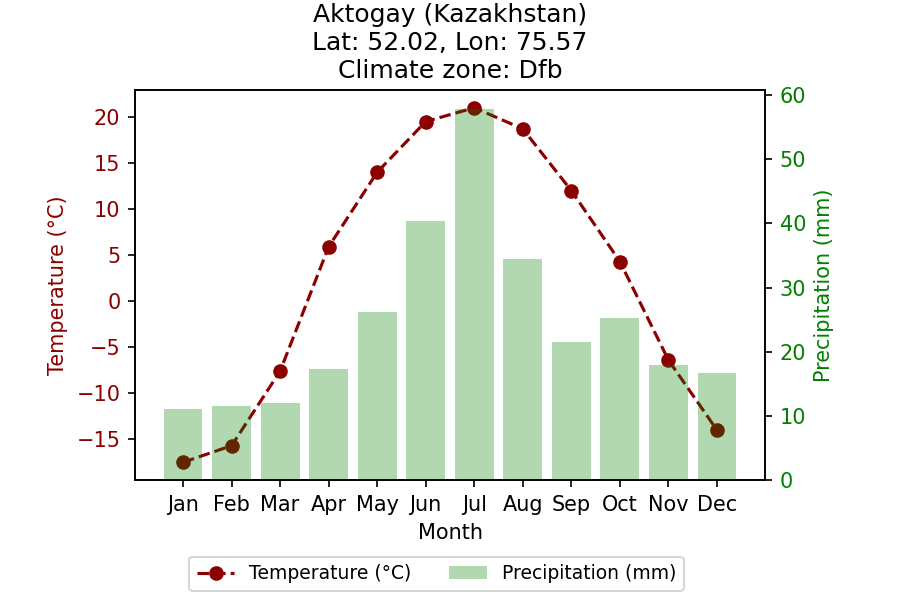 Aktogay (Kazakhstan)
Lat: 52.02, Lon: 75.57
Climate zone: Dfb
Temperature (°C)
20
15
10
5
0
−5
−10
−15
60
50
40
30
20
10
0
Precipitation (mm)
Jan Feb Mar Apr May Jun Jul Aug Sep Oct Nov Dec
Month
Temperature (°C) Precipitation (mm)